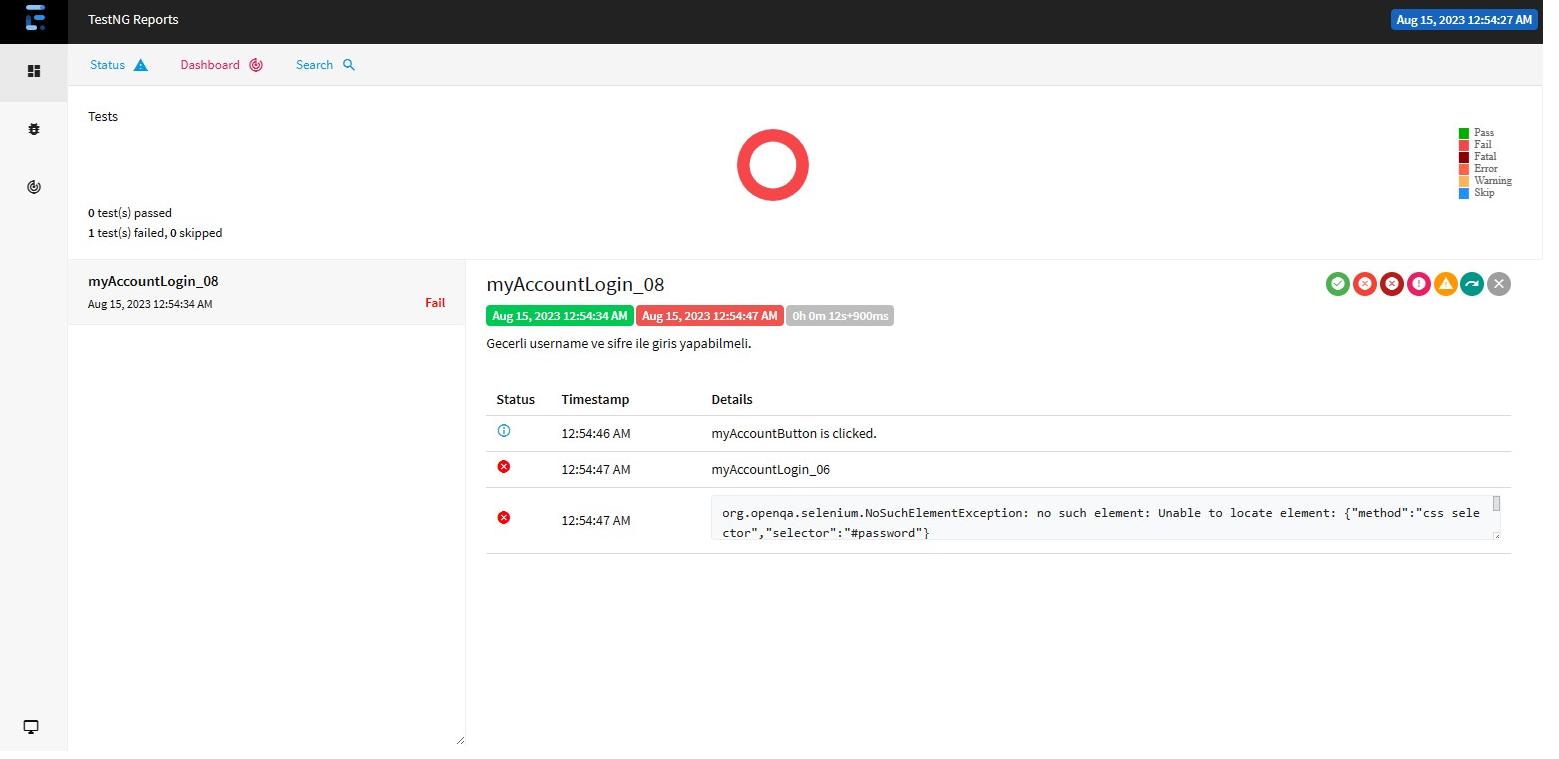 TestNG Reports
Aug 15, 2023 12:54:27 AM
Status
Dashboard
Search
Tests
Pass
Fail
Fatal
Error
Warning
Skip
0 test(s) passed
1 test(s) failed, 0 skipped
myAccountLogin_08
Aug 15, 2023 12:54:34 AM
Fail
myAccountLogin_08
Aug 15, 2023 12:54:34 AM Aug 15, 2023 12:54:47 AM 0h 0m 12s+900ms
Gecerli username ve sifre ile giris yapabilmeli.
Status Timestamp Details
12:54:46 AM myAccountButton is clicked.
12:54:47 AM myAccountLogin_06
12:54:47 AM
org.openqa.selenium.NoSuchElementException: no such element: Unable to locate element: {"method":"css sele
ctor","selector":"#password"}